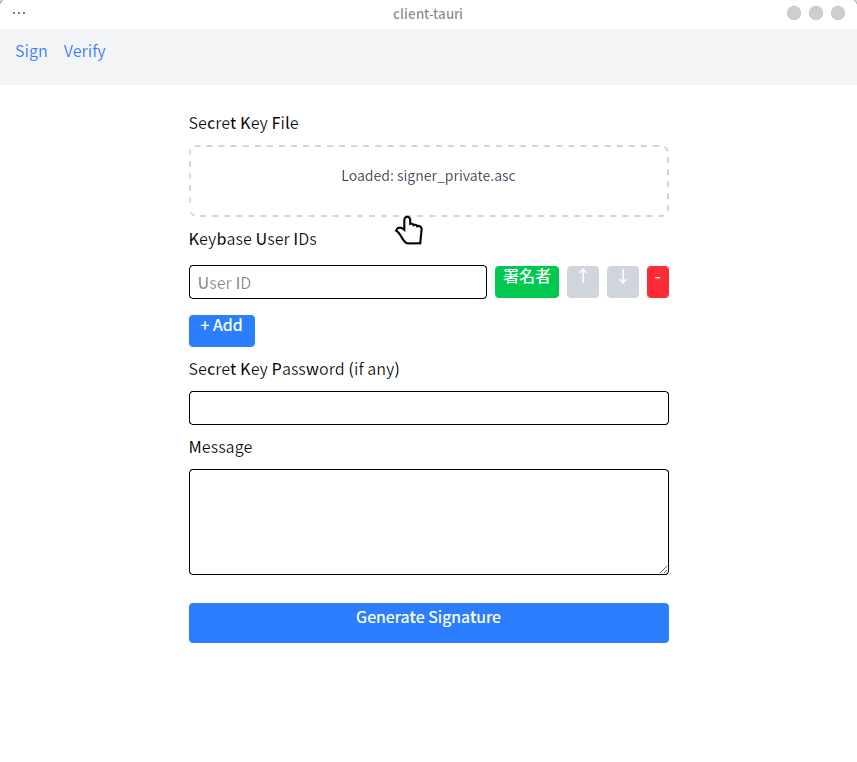 ...
client-tauri
Sign Verify
Secret Key File
Loaded: signer_private.asc
Keybase User IDs
User ID 署名者 ↑ ↓ -
+ Add
Secret Key Password (if any)
Message
Generate Signature